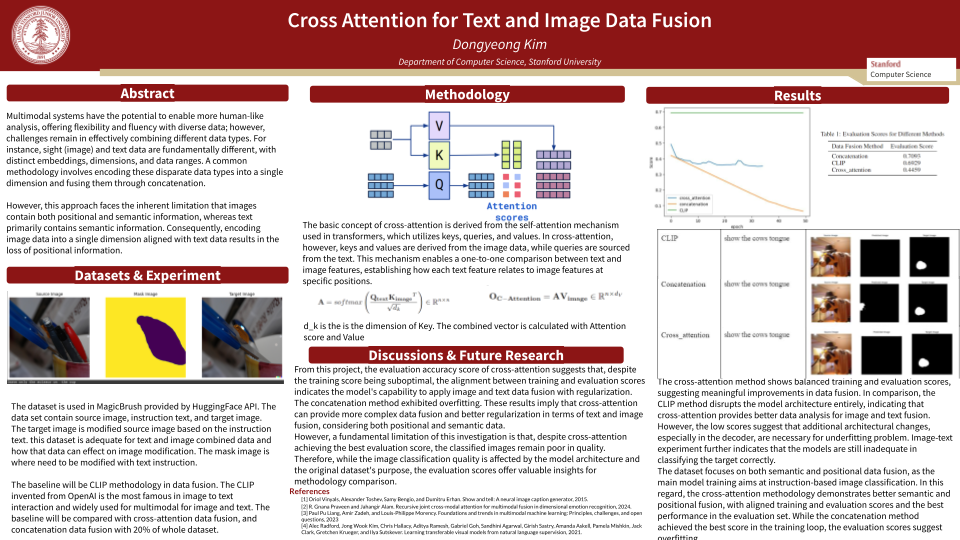 Cross Attention for Text and Image Data Fusion
Dongyeong Kim
Department of Computer Science, Stanford University
Stanford
Computer Science
Abstract
Multimodal systems have the potential to enable more human-like
analysis, offering flexibility and fluency with diverse data; however,
challenges remain in effectively combining different data types. For
instance, sight (image) and text data are fundamentally different, with
distinct embeddings, dimensions, and data ranges. A common
methodology involves encoding these disparate data types into a single
dimension and fusing them through concatenation.
However, this approach faces the inherent limitation that images
contain both positional and semantic information, whereas text
primarily contains semantic information. Consequently, encoding
image data into a single dimension aligned with text data results in the
loss of positional information.
Datasets & Experiment
Source Image
Mask Image
Target Image
The dataset is used in MagicBrush provided by HuggingFace API. The
data set contain source image, instruction text, and target image.
The target image is modified source image based on the instruction
text. this dataset is adequate for text and image combined data and
how that data can effect on image modification. The mask image is
where need to be modified with text instruction.
The baseline will be CLIP methodology in data fusion. The CLIP
invented from OpenAI is the most famous in image to text
interaction and widely used for multimodal for image and text. The
baseline will be compared with cross-attention data fusion, and
concatenation data fusion with 20% of whole dataset.
Methodology
V
K
Q
Attention
scores
The basic concept of cross-attention is derived from the self-attention mechanism
used in transformers, which utilizes keys, queries, and values. In cross-attention,
however, keys and values are derived from the image data, while queries are sourced
from the text. This mechanism enables a one-to-one comparison between text and
image features, establishing how each text feature relates to image features at
specific positions.
A = softmax (Q_text K_image^T / √d_k) ∈ ℝ^{n×n}
O_{C−Attention} = AV_image ∈ ℝ^{n×d_V}
d_k is the is the dimension of Key. The combined vector is calculated with Attention
score and Value
Discussions & Future Research
From this project, the evaluation accuracy score of cross-attention suggests that, despite
the training score being suboptimal, the alignment between training and evaluation scores
indicates the model's capability to apply image and text data fusion with regularization.
The concatenation method exhibited overfitting. These results imply that cross-attention
can provide more complex data fusion and better regularization in terms of text and image
fusion, considering both positional and semantic data.
However, a fundamental limitation of this investigation is that, despite cross-attention
achieving the best evaluation score, the classified images remain poor in quality.
Therefore, while the image classification quality is affected by the model architecture and
the original dataset's purpose, the evaluation scores offer valuable insights for
methodology comparison.
References
[1] Oriol Vinyals, Alexander Toshev, Samy Bengio, and Dumitru Erhan. Show and tell: A neural image caption generator, 2015.
[2] R. Gnana Praveen and Jahangir Alam. Recursive joint cross-modal attention for multimodal fusion in dimensional emotion recognition, 2024.
[3] Paul Pu Liang, Amir Zadeh, and Louis-Philippe Morency. Foundations and trends in multimodal machine learning: Principles, challenges, and open
questions, 2023
[4] Alec Radford, Jong Wook Kim, Chris Hallacy, Aditya Ramesh, Gabriel Goh, Sandhini Agarwal, Girish Sastry, Amanda Askell, Pamela Mishkin, Jack
Clark, Gretchen Krueger, and Ilya Sutskever. Learning transferable visual models from natural language supervision, 2021.
Results
0.7
0.6
0.5
0.4
0.3
0.2
0.1
score
cross_attention
concatenation
CLIP
0 10 20 30 40 50
epoch
Table 1: Evaluation Scores for Different Methods
Data Fusion Method Evaluation Score
Concatenation 0.7093
CLIP 0.6929
Cross_attention 0.4459
CLIP show the cows tongue
Concatenation show the cows tongue
Cross_attention show the cows tongue
The cross-attention method shows balanced training and evaluation scores,
suggesting meaningful improvements in data fusion. In comparison, the
CLIP method disrupts the model architecture entirely, indicating that
cross-attention provides better data analysis for image and text fusion.
However, the low scores suggest that additional architectural changes,
especially in the decoder, are necessary for underfitting problem. Image-text
experiment further indicates that the models are still inadequate in
classifying the target correctly.
The dataset focuses on both semantic and positional data fusion, as the
main model training aims at instruction-based image classification. In this
regard, the cross-attention methodology demonstrates better semantic and
positional fusion, with aligned training and evaluation scores and the best
performance in the evaluation set. While the concatenation method
achieved the best score in the training loop, the evaluation scores suggest
overfitting.